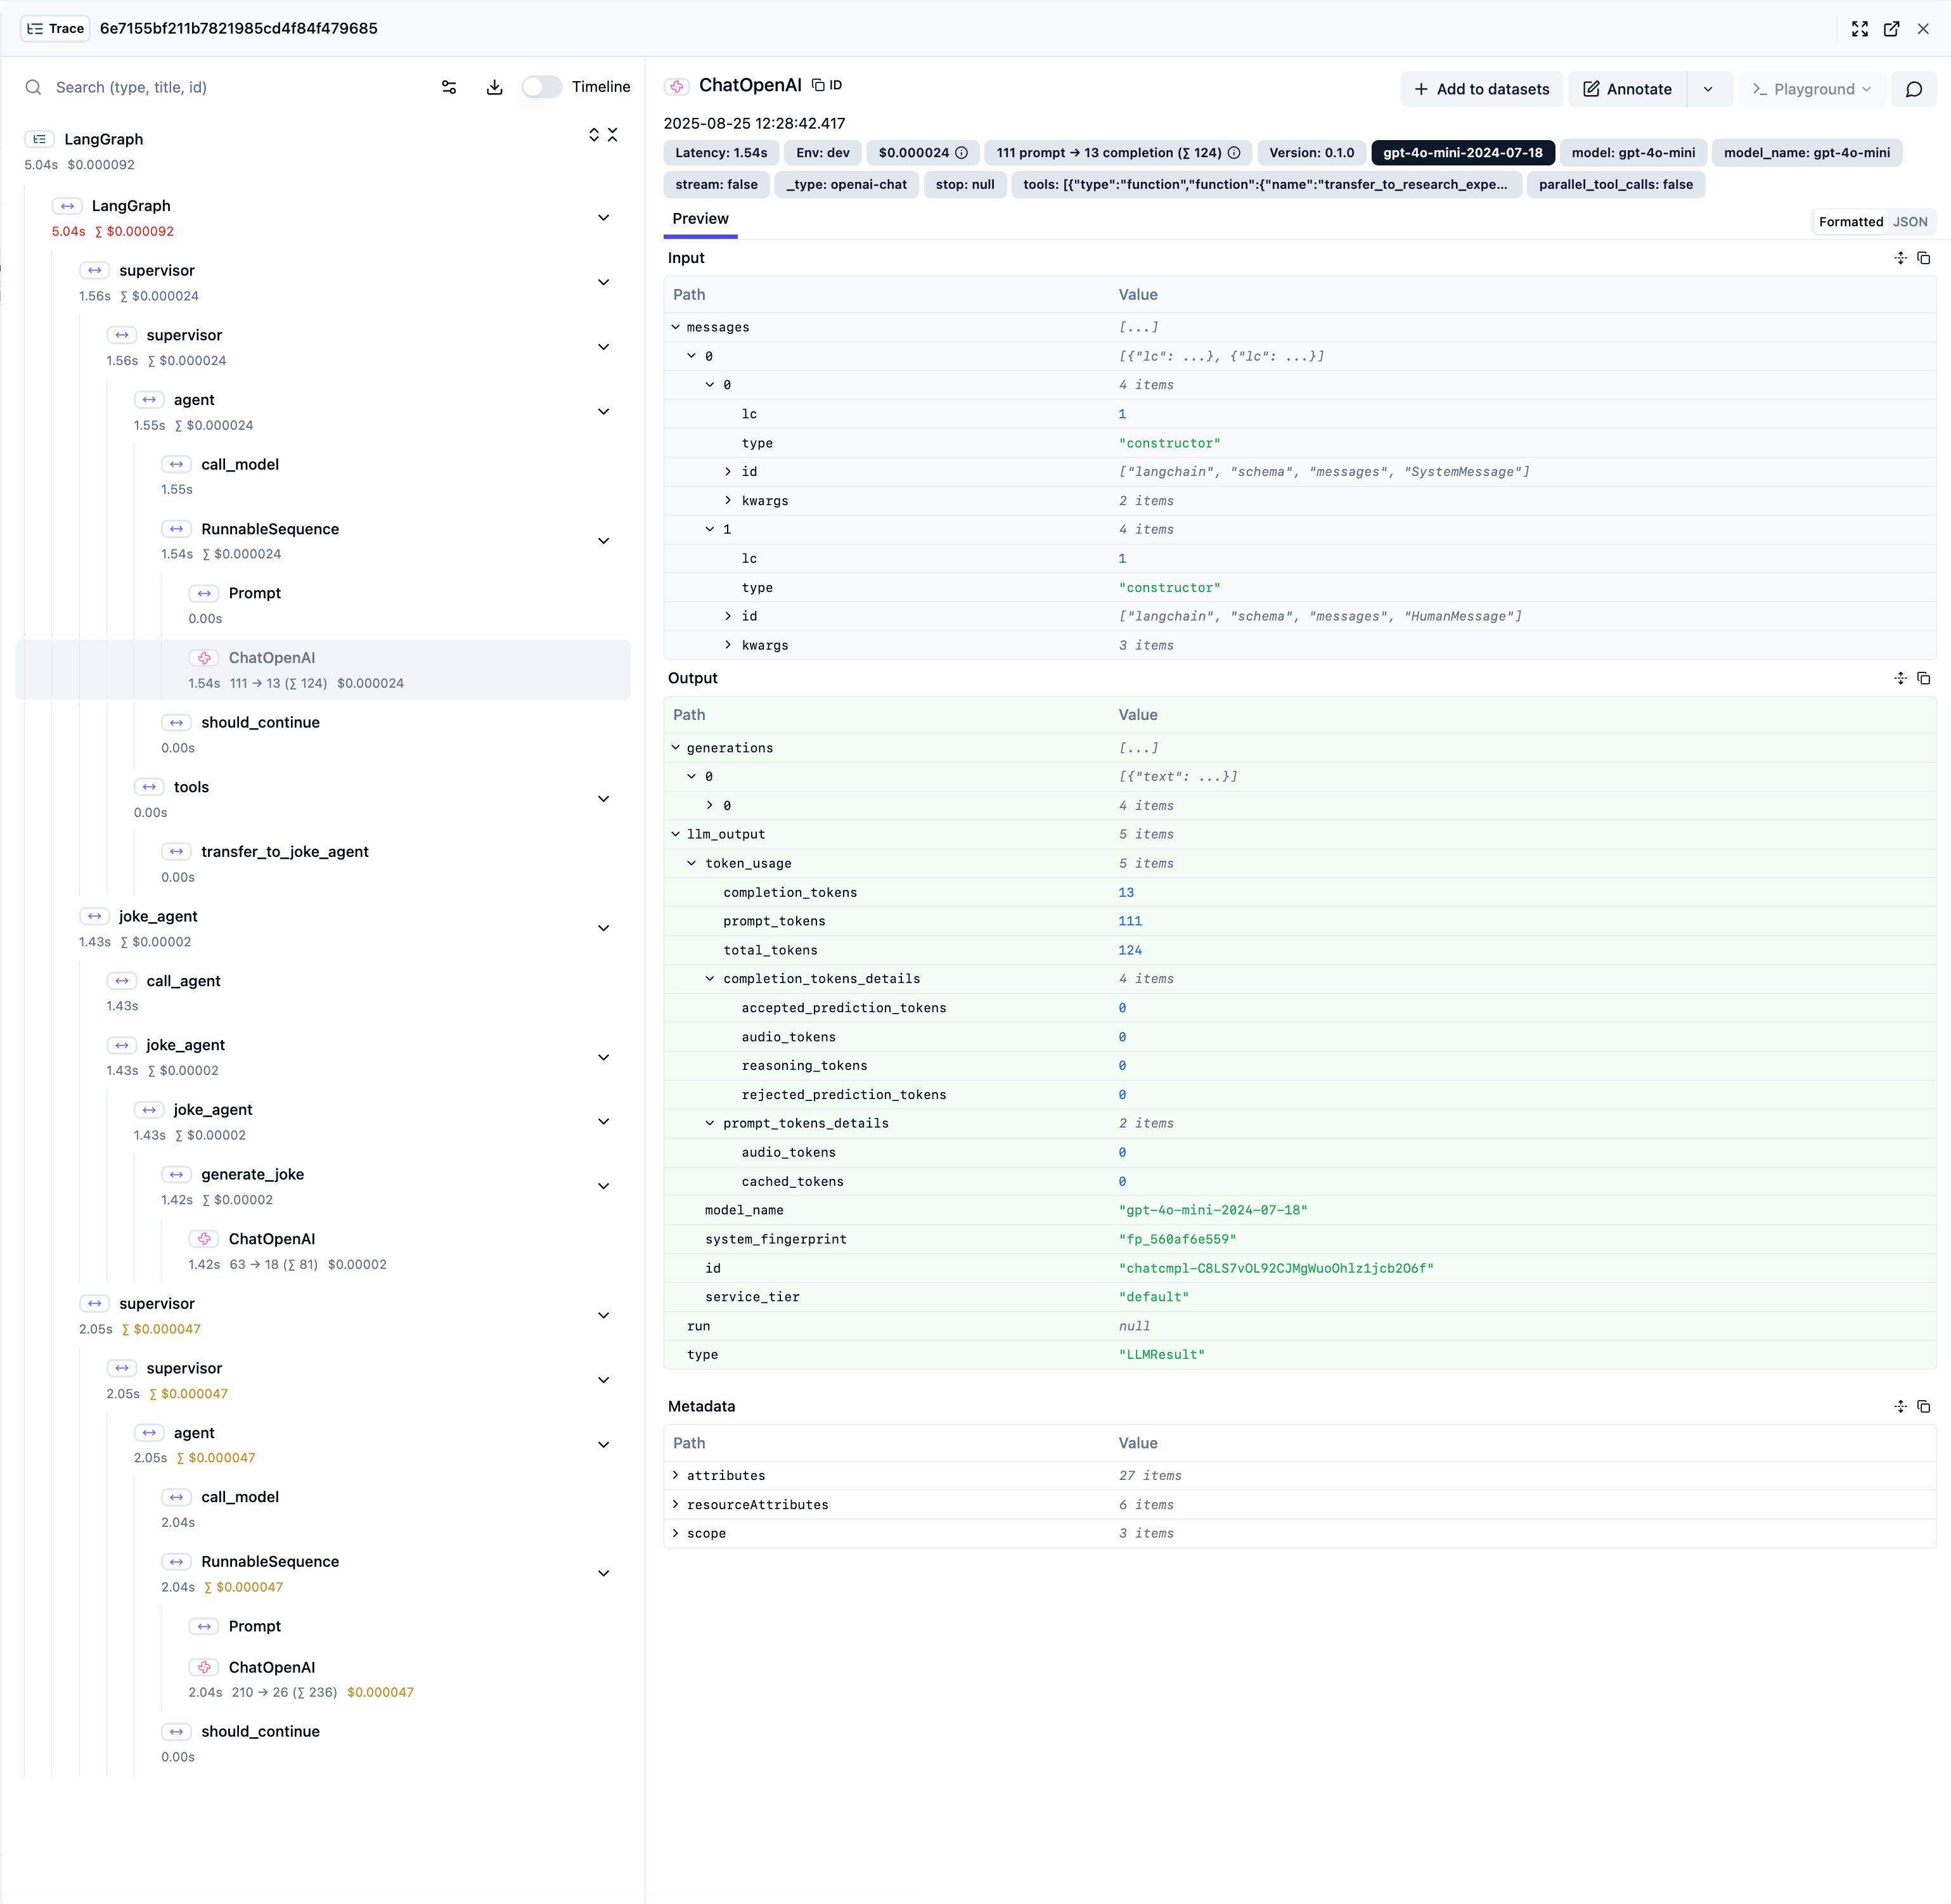 Trace 6e7155bf211b7821985cd4f84f479685
Search (type, title, id) Timeline
LangGraph
5.04s $0.000092
LangGraph
5.04s ∑ $0.000092
supervisor
1.56s ∑ $0.000024
supervisor
1.56s ∑ $0.000024
agent
1.55s ∑ $0.000024
call_model
1.55s
RunnableSequence
1.54s ∑ $0.000024
Prompt
0.00s
ChatOpenAI
1.54s 111 → 13 (∑ 124) $0.000024
should_continue
0.00s
tools
0.00s
transfer_to_joke_agent
0.00s
joke_agent
1.43s ∑ $0.00002
call_agent
1.43s
joke_agent
1.43s ∑ $0.00002
joke_agent
1.43s ∑ $0.00002
generate_joke
1.42s ∑ $0.00002
ChatOpenAI
1.42s 63 → 18 (∑ 81) $0.00002
supervisor
2.05s ∑ $0.000047
supervisor
2.05s ∑ $0.000047
agent
2.05s ∑ $0.000047
call_model
2.04s
RunnableSequence
2.04s ∑ $0.000047
Prompt
ChatOpenAI
2.04s 210 → 26 (∑ 236) $0.000047
should_continue
0.00s
ChatOpenAI ID
+ Add to datasets Annotate Playground
2025-08-25 12:28:42.417
Latency: 1.54s Env: dev $0.000024 111 prompt → 13 completion (∑ 124) Version: 0.1.0 gpt-4o-mini-2024-07-18 model: gpt-4o-mini model_name: gpt-4o-mini
stream: false _type: openai-chat stop: null tools: [{"type":"function","function":{"name":"transfer_to_research_expe... parallel_tool_calls: false
Preview Formatted JSON
Input
Path Value
messages [...]
0 [{"lc": ...}, {"lc": ...}]
0 4 items
lc 1
type "constructor"
id ["langchain", "schema", "messages", "SystemMessage"]
kwargs 2 items
1 4 items
lc 1
type "constructor"
id ["langchain", "schema", "messages", "HumanMessage"]
kwargs 3 items
Output
Path Value
generations [...]
0 [{"text": ...}]
0 4 items
llm_output 5 items
token_usage 5 items
completion_tokens 13
prompt_tokens 111
total_tokens 124
completion_tokens_details 4 items
accepted_prediction_tokens 0
audio_tokens 0
reasoning_tokens 0
rejected_prediction_tokens 0
prompt_tokens_details 2 items
audio_tokens 0
cached_tokens 0
model_name "gpt-4o-mini-2024-07-18"
system_fingerprint "fp_560af6e559"
id "chatcmpl-C8LS7vOL92CJMgWuoOhlz1jcb2O6f"
service_tier "default"
run null
type "LLMResult"
Metadata
Path Value
attributes 27 items
resourceAttributes 6 items
scope 3 items